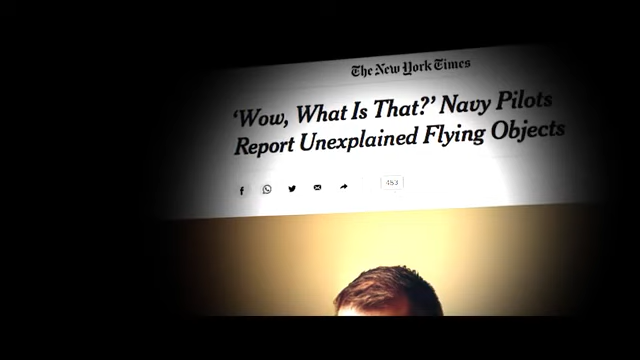 The New York Times
‘Wow, What Is That?’ Navy Pilots
Report Unexplained Flying Objects
453